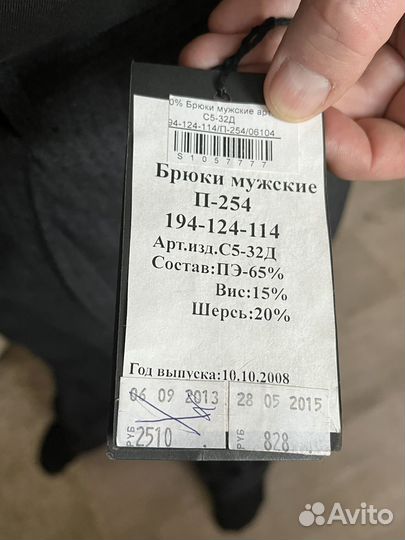 0% Брюки мужские арт
С5-32Д
94-124-114/П-254/06104
S1057777
Брюки мужские
П-254
194-124-114
Арт.изд.С5-32Д
Состав:ПЭ-65%
Вис:15%
Шерсь:20%
Год выпуска:10.10.2008
06 09 2013 28 05 2015
РУБ 2510 . РУБ 828 .
Avito